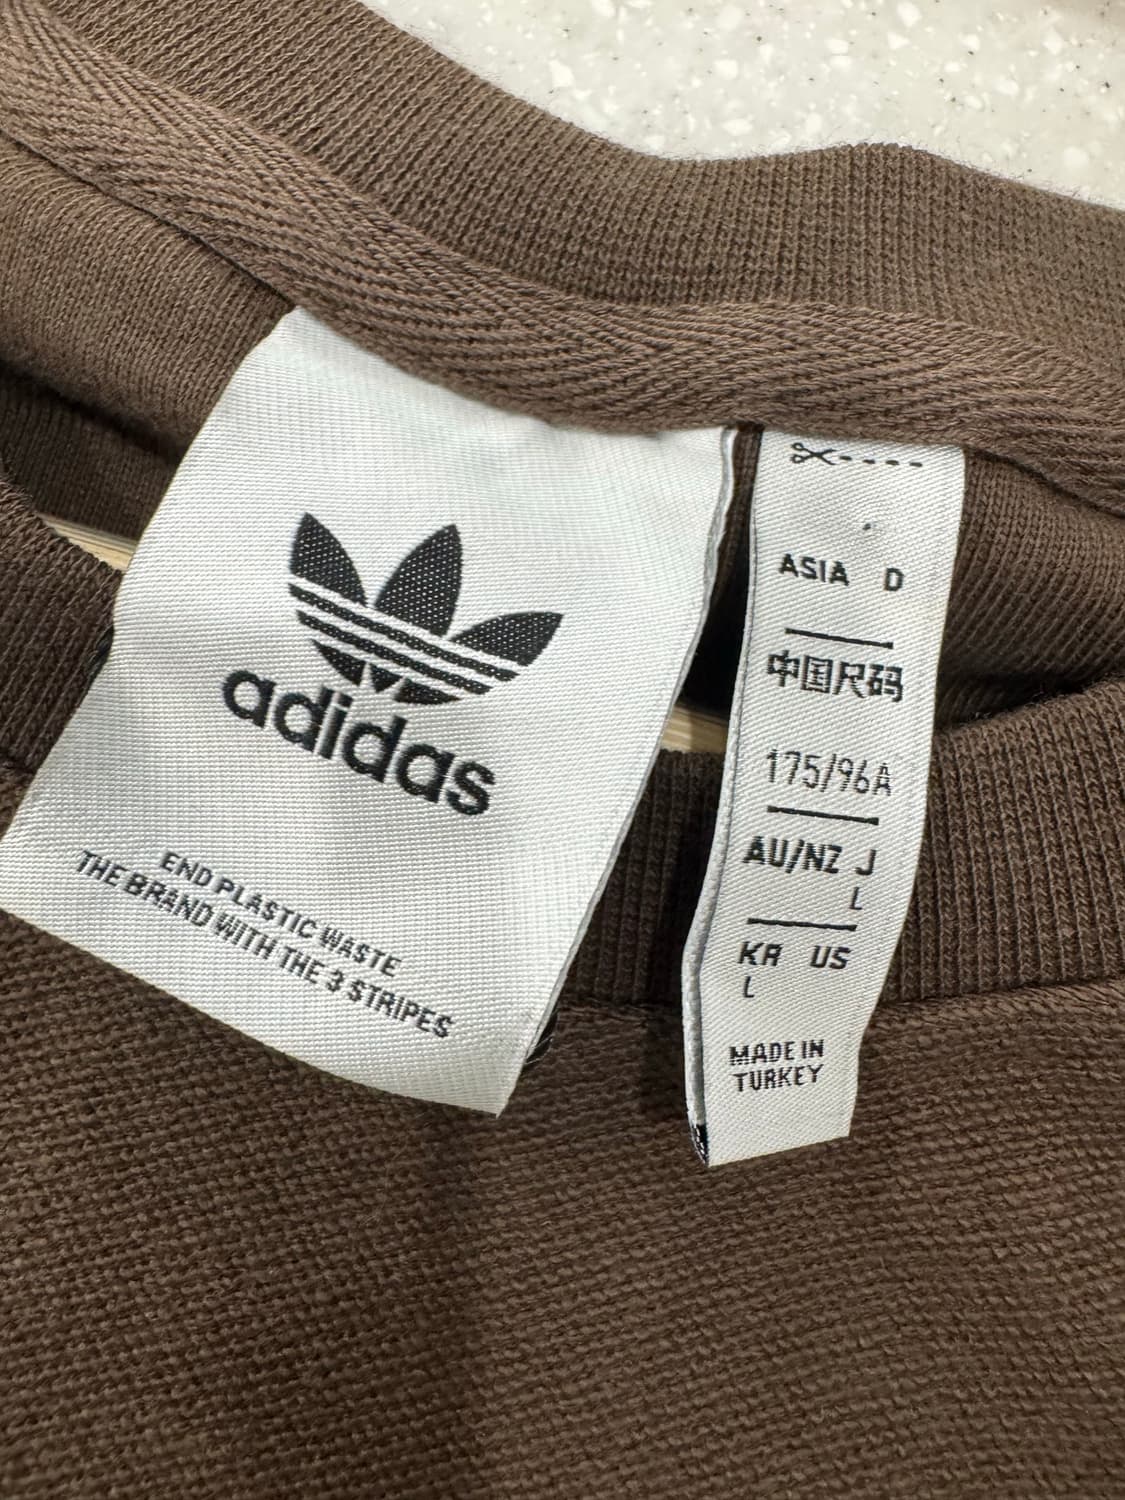 adidas
END PLASTIC WASTE
THE BRAND WITH THE 3 STRIPES
ASIA D
中国尺码
175/96A
AU/NZ J
L
KR US
L
MADE IN
TURKEY